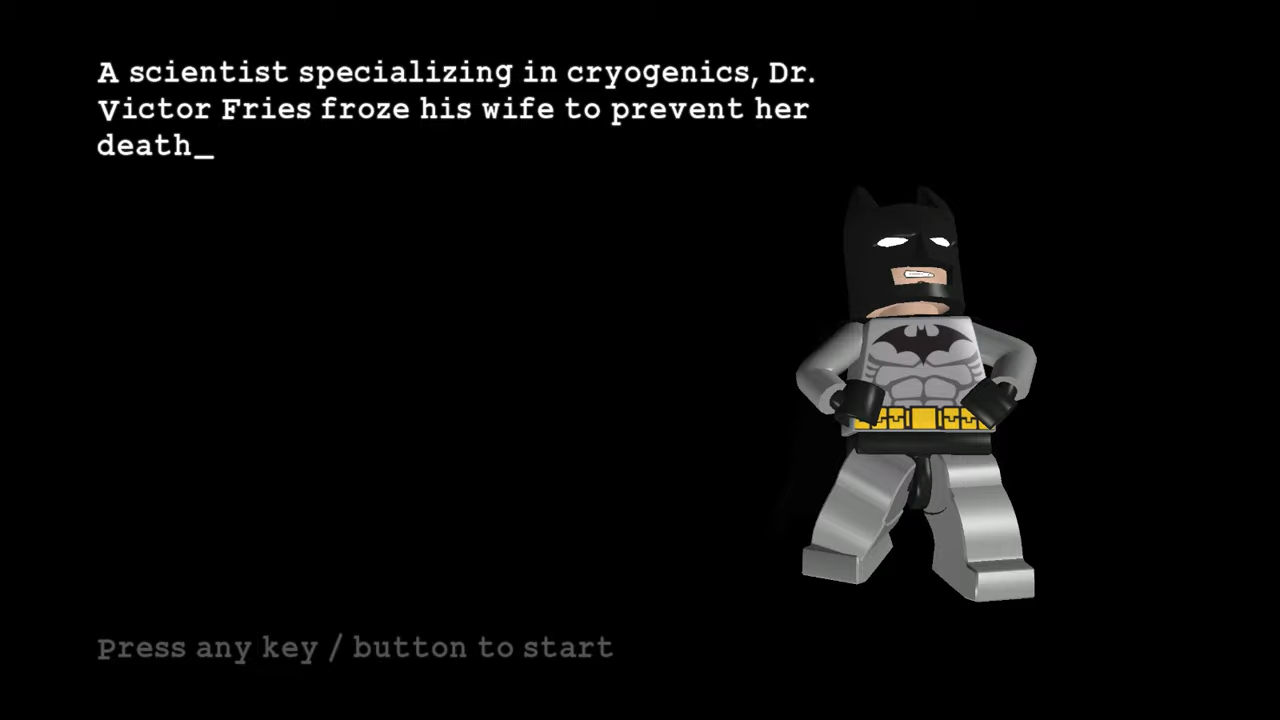 A scientist specializing in cryogenics, Dr.
Victor Fries froze his wife to prevent her
death_
Press any key / button to start